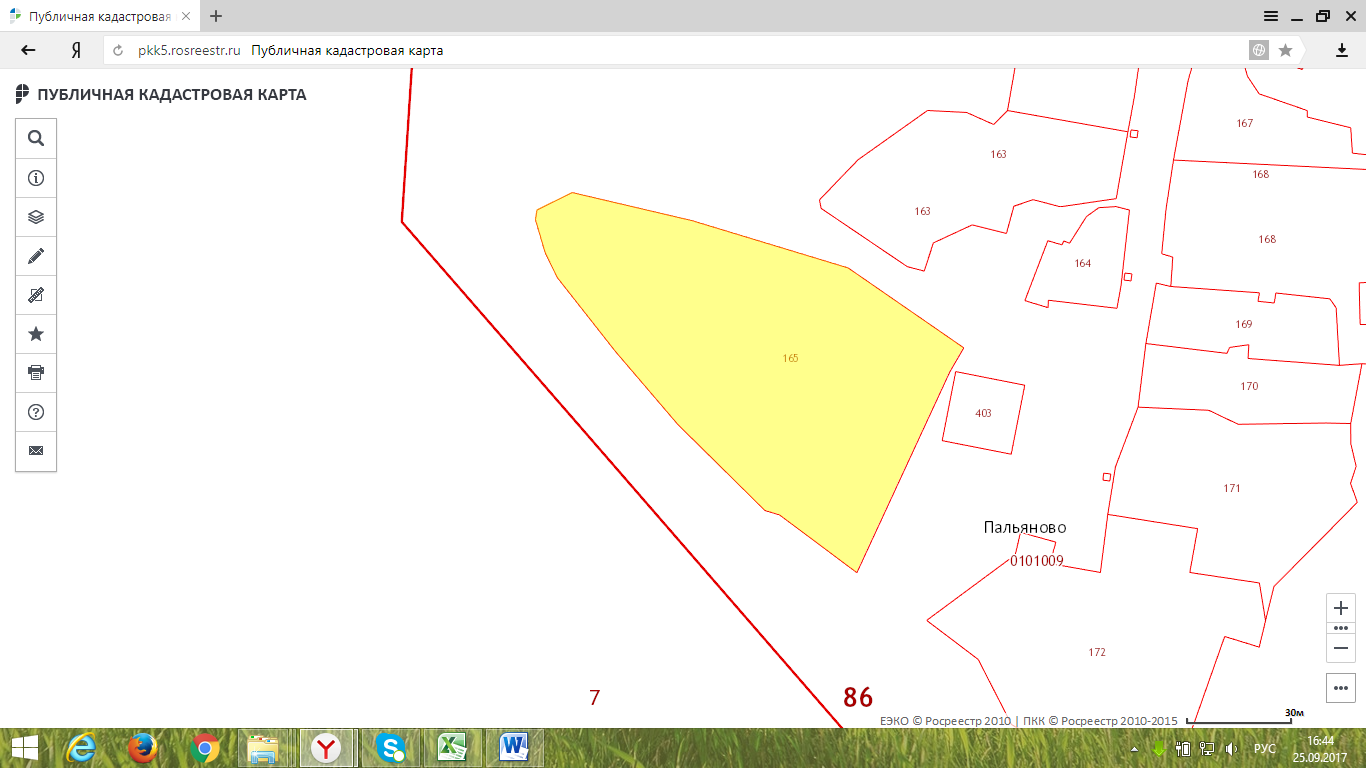 Публичная кадастровая
pkk5.rosreestr.ru Публичная кадастровая карта
ПУБЛИЧНАЯ КАДАСТРОВАЯ КАРТА
167
163
168
163
168
164
169
165
170
403
171
Пальяново
0101009
172
7
86
ЕЭКО © Росреестр 2010 | ПКК © Росреестр 2010-2015
30м
РУС
16:44
25.09.2017